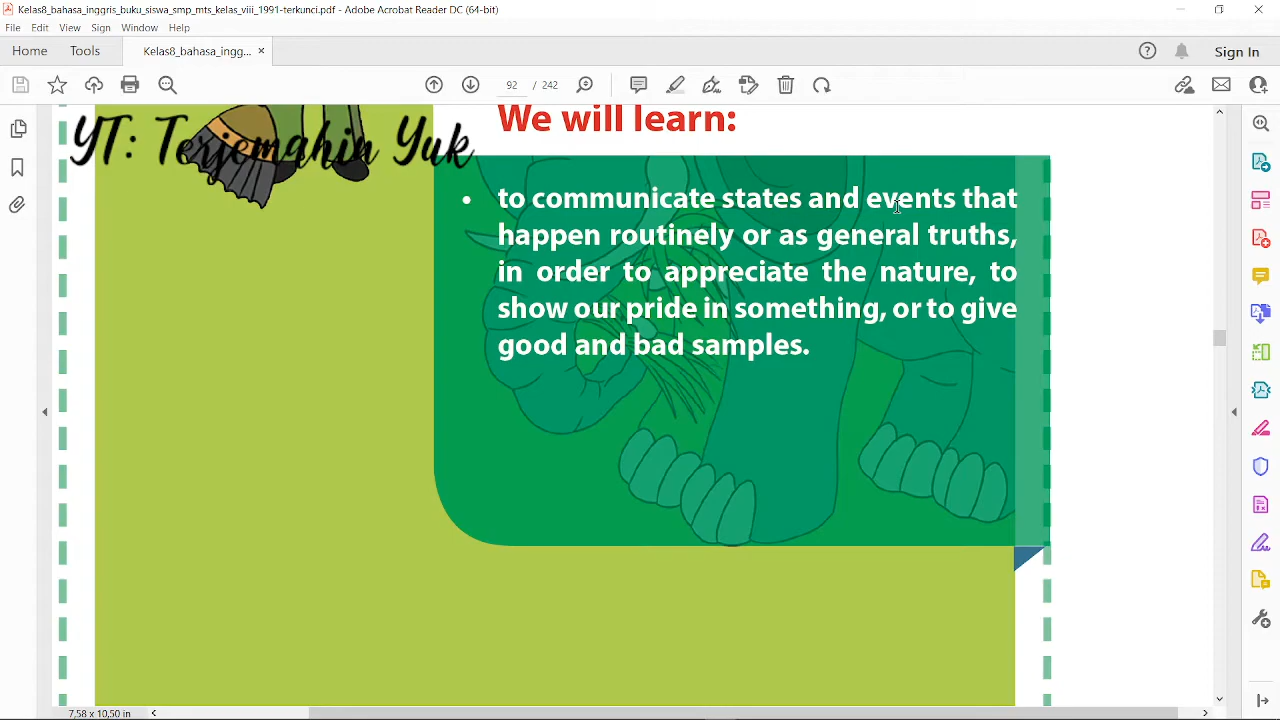 Kelas8_bahasa_inggris_buku_siswa_smp_mts_kelas_viii_1991-terkunci.pdf - Adobe Acrobat Reader DC (64-bit)
File Edit View Sign Window Help
Home Tools Kelas8_bahasa_ingg... × Sign In
92 / 242
We will learn:
YT: Terjemahin Yuk
• to communicate states and events that
happen routinely or as general truths,
in order to appreciate the nature, to
show our pride in something, or to give
good and bad samples.
7,58 x 10,50 in